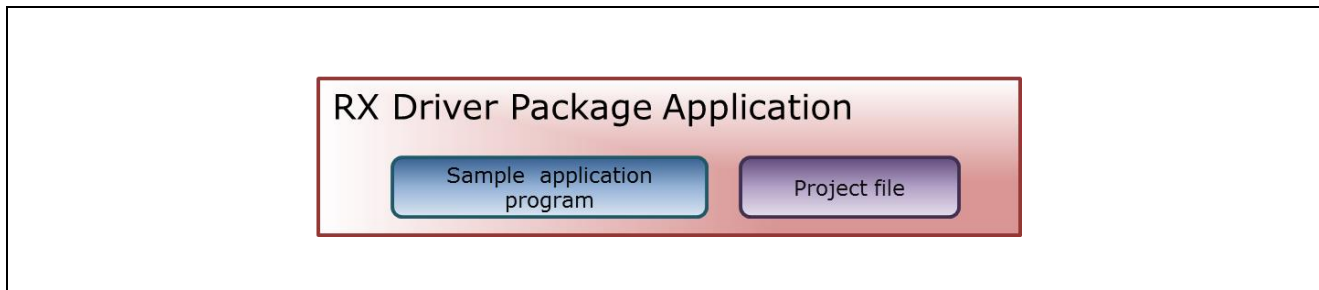 RX Driver Package Application
Sample application
program
Project file